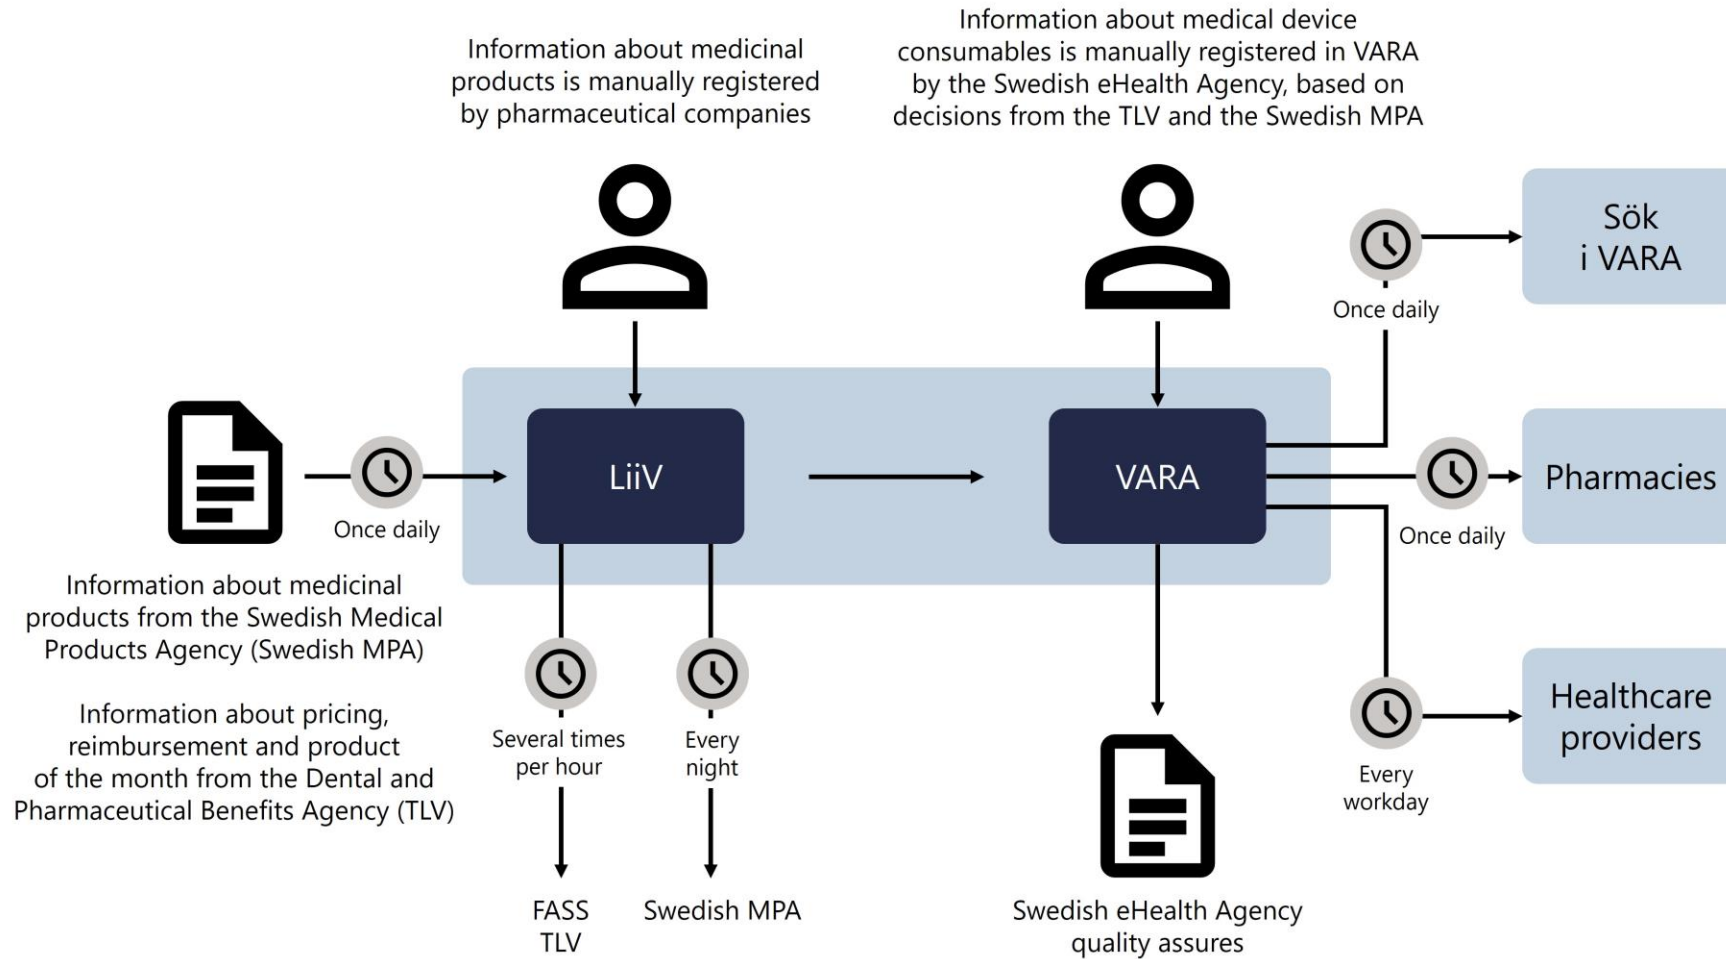 Information about medicinal
products is manually registered
by pharmaceutical companies
Information about medical device
consumables is manually registered in VARA
by the Swedish eHealth Agency, based on
decisions from the TLV and the Swedish MPA
Sök
i VARA
Once daily
LiiV
VARA
Pharmacies
Once daily
Once daily
Information about medicinal
products from the Swedish Medical
Products Agency (Swedish MPA)
Information about pricing,
reimbursement and product
of the month from the Dental and
Pharmaceutical Benefits Agency (TLV)
Several times
per hour
Every
night
Healthcare
providers
Every
workday
FASS
TLV
Swedish MPA
Swedish eHealth Agency
quality assures